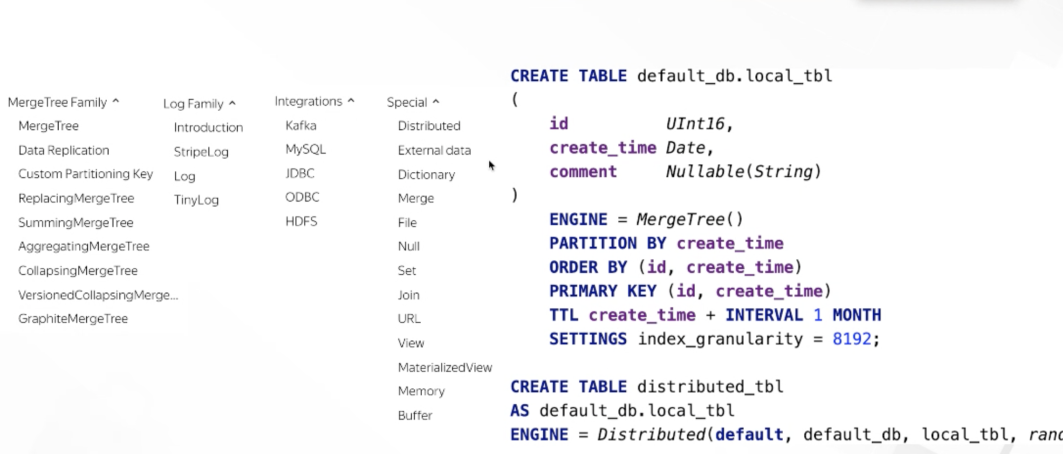 MergeTree Family ^
MergeTree
Data Replication
Custom Partitioning Key
ReplacingMergeTree
SummingMergeTree
AggregatingMergeTree
CollapsingMergeTree
VersionedCollapsingMerge...
GraphiteMergeTree
Log Family ^
Introduction
StripeLog
Log
TinyLog
Integrations ^
Kafka
MySQL
JDBC
ODBC
HDFS
Special ^
Distributed
External data
Dictionary
Merge
File
Null
Set
Join
URL
View
MaterializedView
Memory
Buffer
CREATE TABLE default_db.local_tbl
(
id UInt16,
create_time Date,
comment Nullable(String)
)
ENGINE = MergeTree()
PARTITION BY create_time
ORDER BY (id, create_time)
PRIMARY KEY (id, create_time)
TTL create_time + INTERVAL 1 MONTH
SETTINGS index_granularity = 8192;
CREATE TABLE distributed_tbl
AS default_db.local_tbl
ENGINE = Distributed(default, default_db, local_tbl,